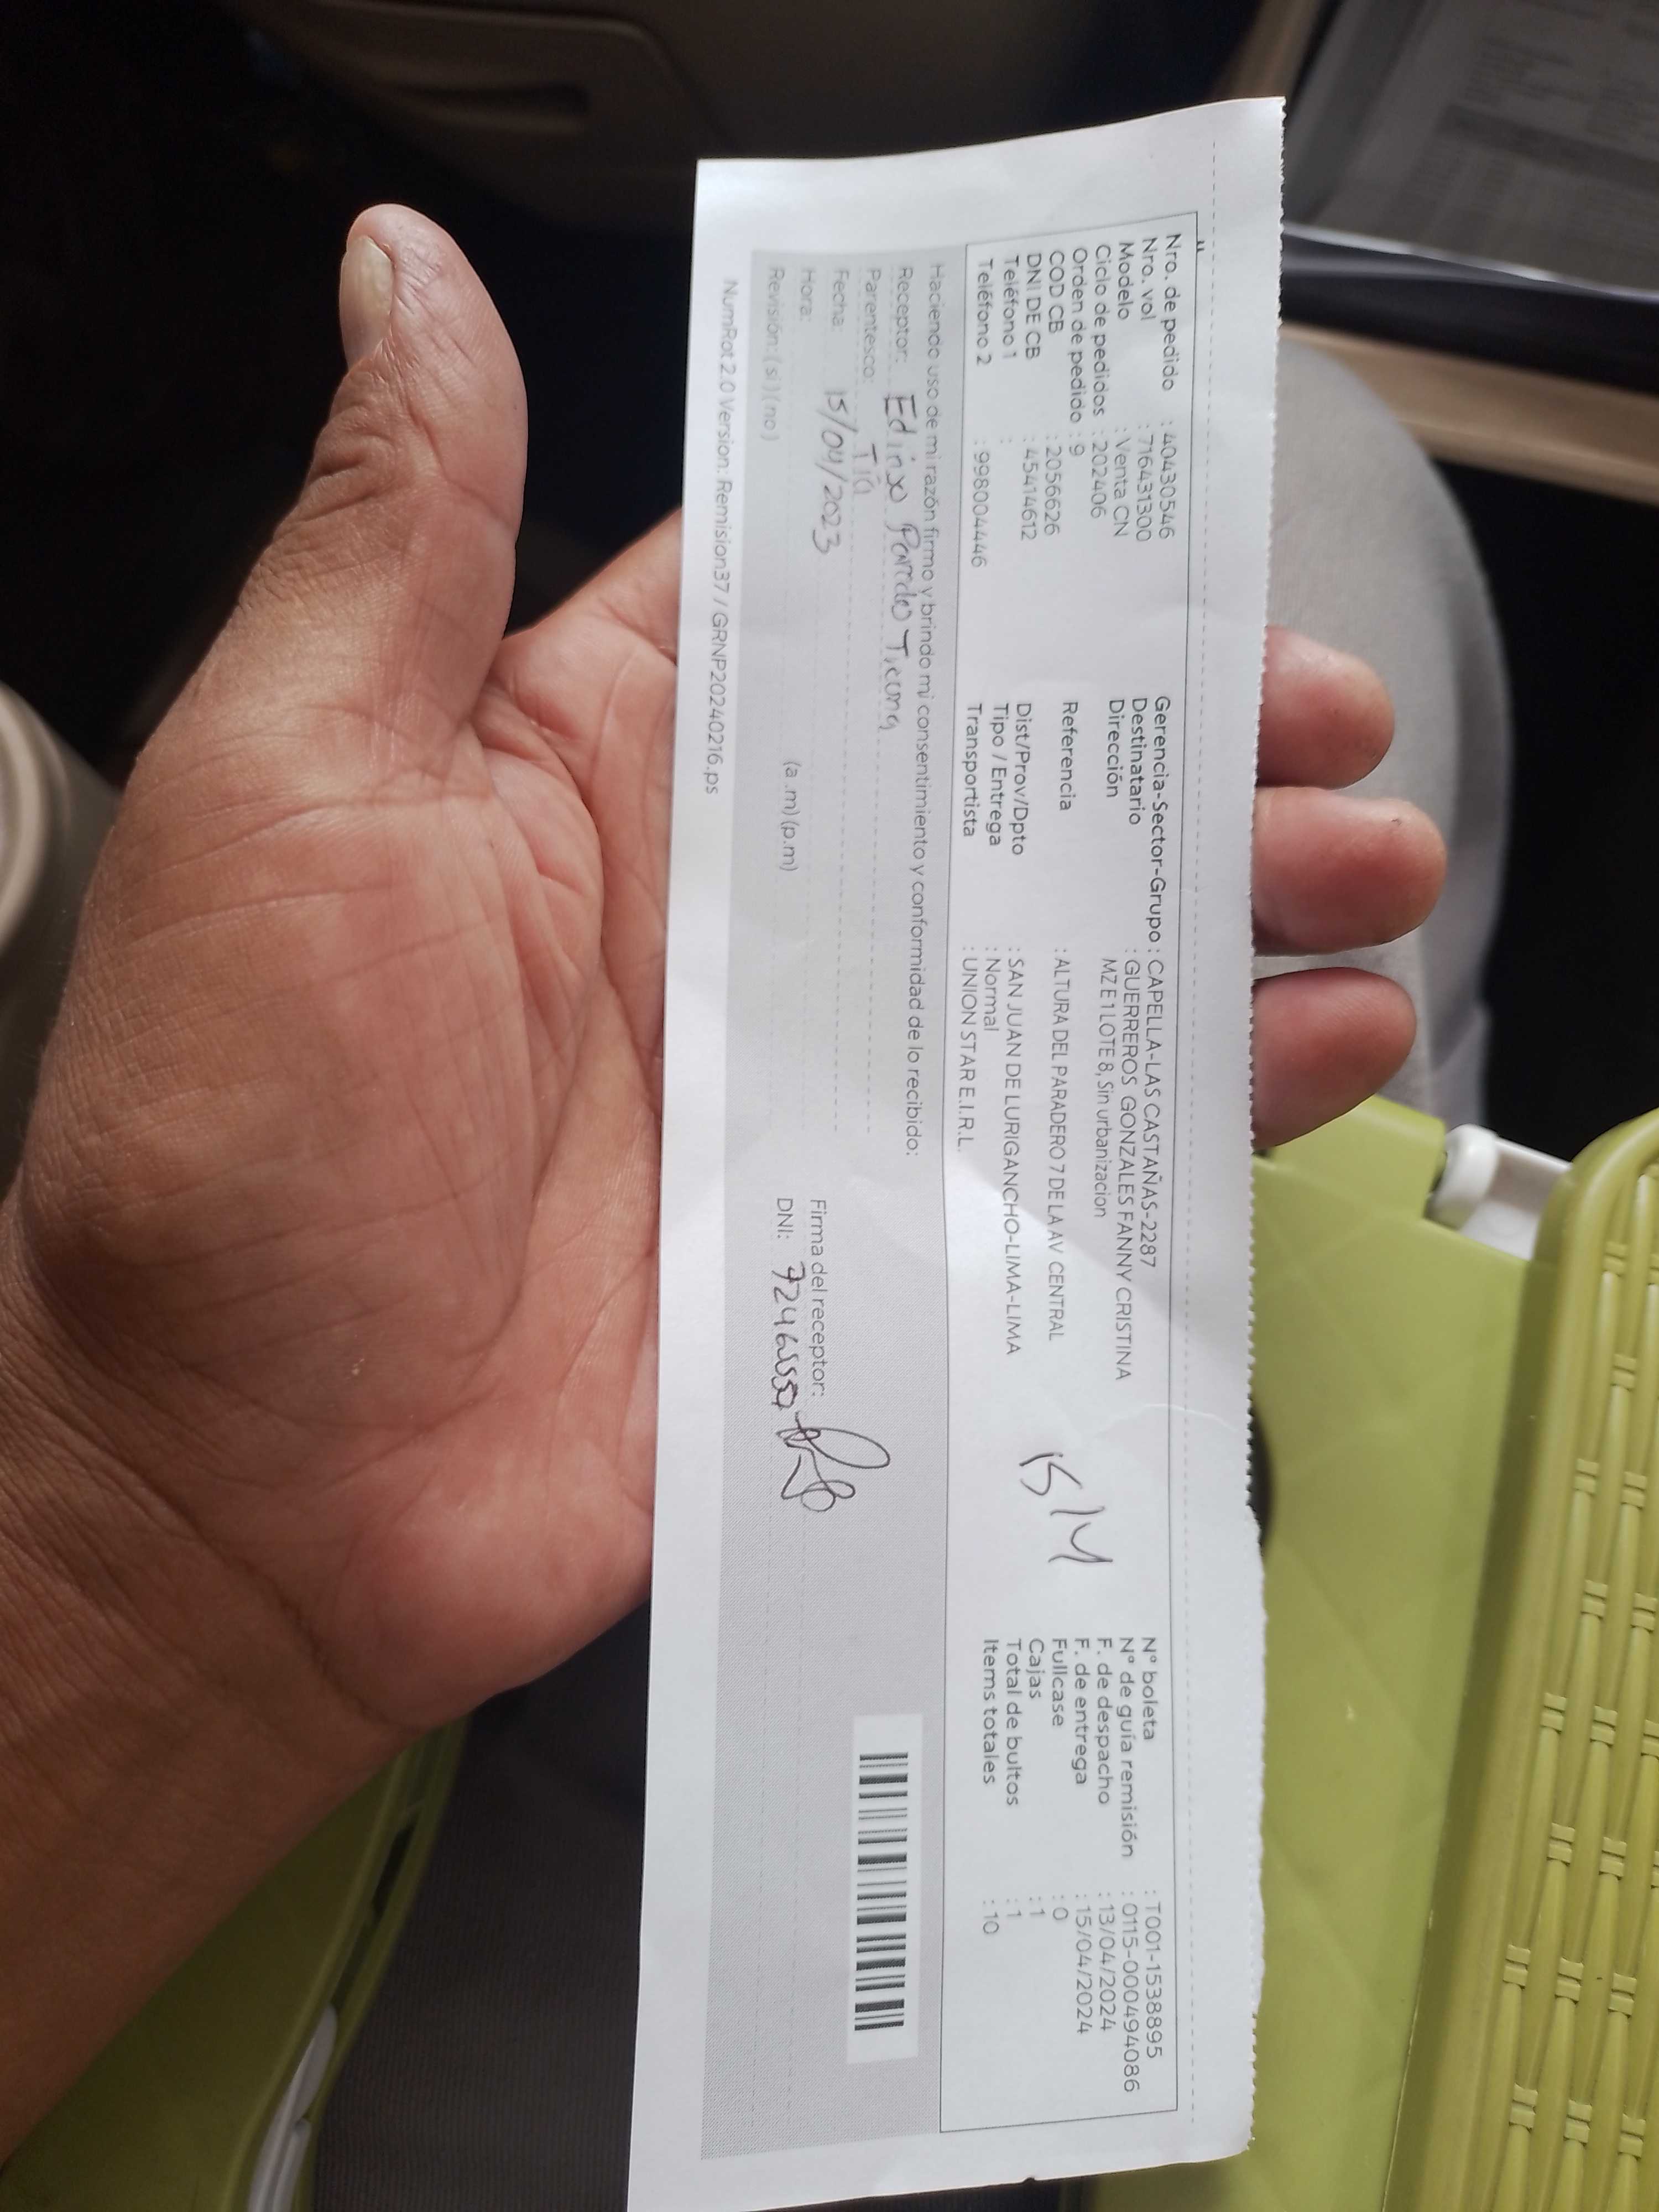 Nro. de pedido : 40430546
Nro. vol : 716431300
Modelo : Venta CN
Ciclo de pedidos : 202406
Orden de pedido : 9
COD CB : 2056626
DNI DE CB : 45414612
Teléfono 1 :
Teléfono 2 : 998004446
Gerencia-Sector-Grupo : CAPELLA-LAS CASTAÑAS-2287
Destinatario : GUERREROS GONZALES FANNY CRISTINA
Dirección MZ E 1 LOTE 8, Sin urbanizacion
Referencia : ALTURA DEL PARADERO 7 DE LA AV CENTRAL
Dist/Prov/Dpto : SAN JUAN DE LURIGANCHO-LIMA-LIMA
Tipo / Entrega : Normal
Transportista : UNION STAR E.I.R.L.
N° boleta : T001-1538895
N° de guía remisión : 0115-000494086
F. de despacho : 13/04/2024
F. de entrega : 15/04/2024
Fullcase : 0
Cajas : 1
Total de bultos : 1
Items totales : 10
Haciendo uso de mi razón firmo y brindo mi consentimiento y conformidad de lo recibido:
Receptor: Pardo Ticona
Parentesco: Tía
Fecha: 15/04/2023
Hora: (a.m) (p.m)
Revisión: (si) (no)
Firma del receptor:
DNI:
NumRot 2.0 Version: Remision37 / GRNP20240216.ps